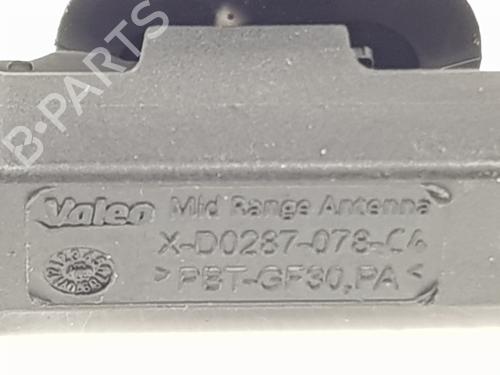 B-PARTS
Valeo Mid Range Antenna
X-D0287-078-C4
>PBT-GF30,PA<